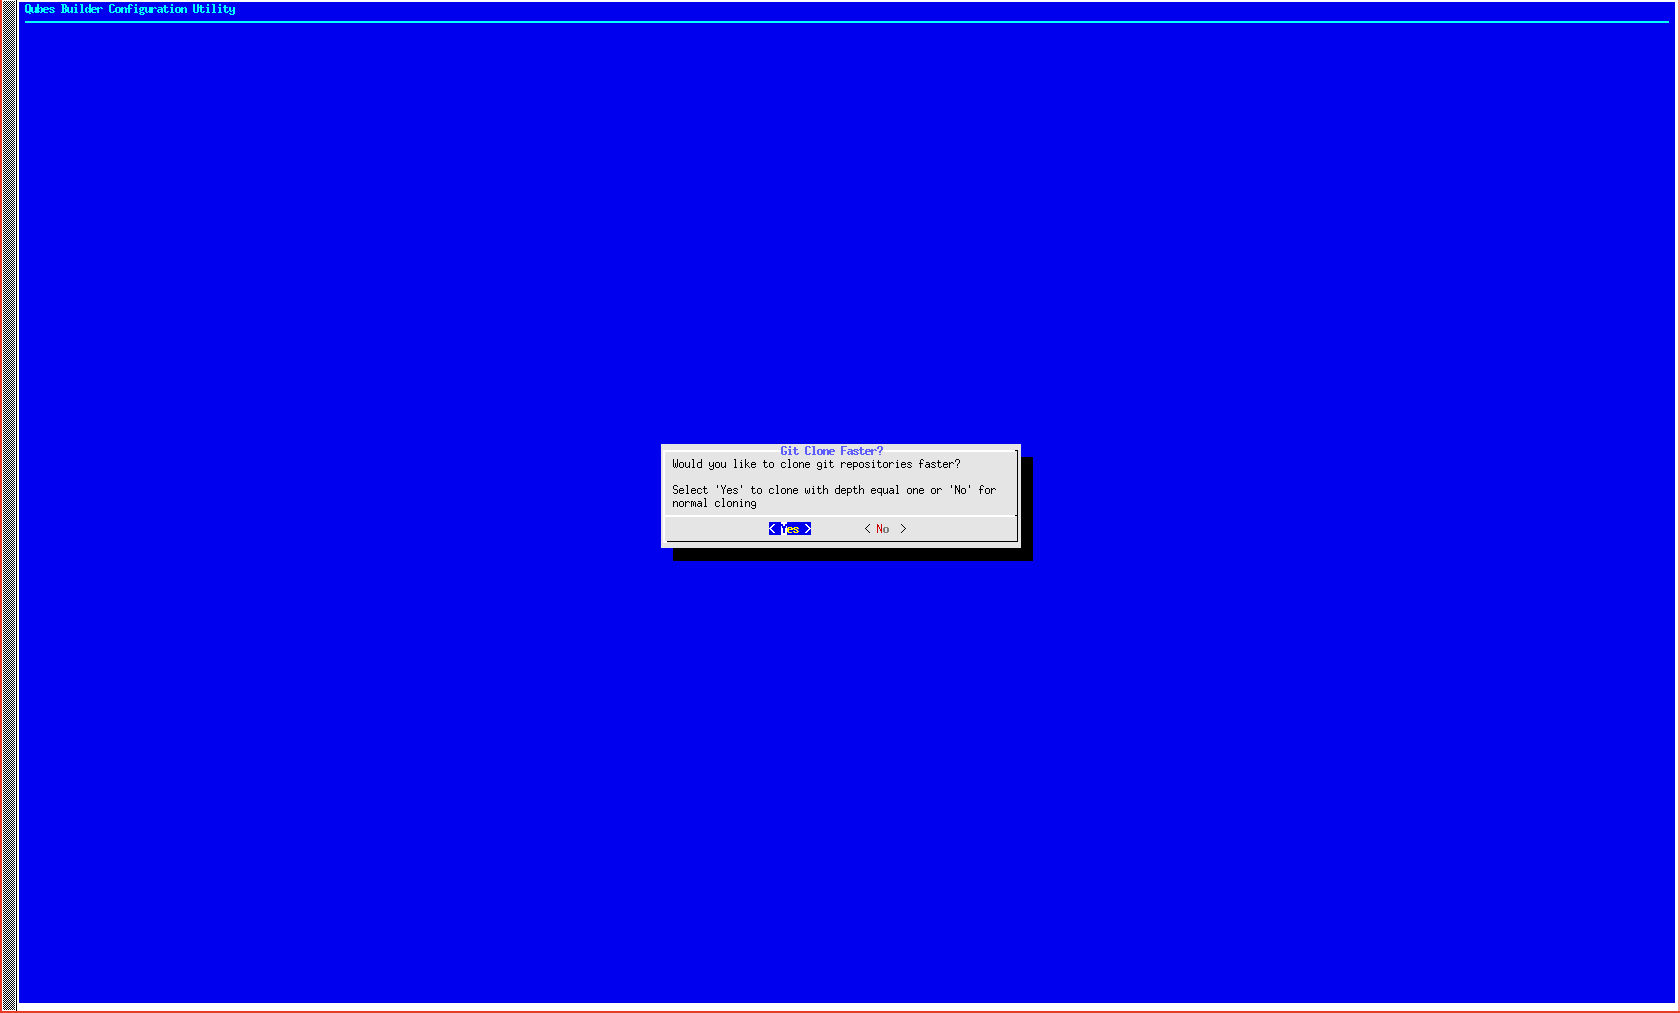 Qubes Builder Configuration Utility
Git Clone Faster?
Would you like to clone git repositories faster?
Select 'Yes' to clone with depth equal one or 'No' for
normal cloning
< Yes > < No >